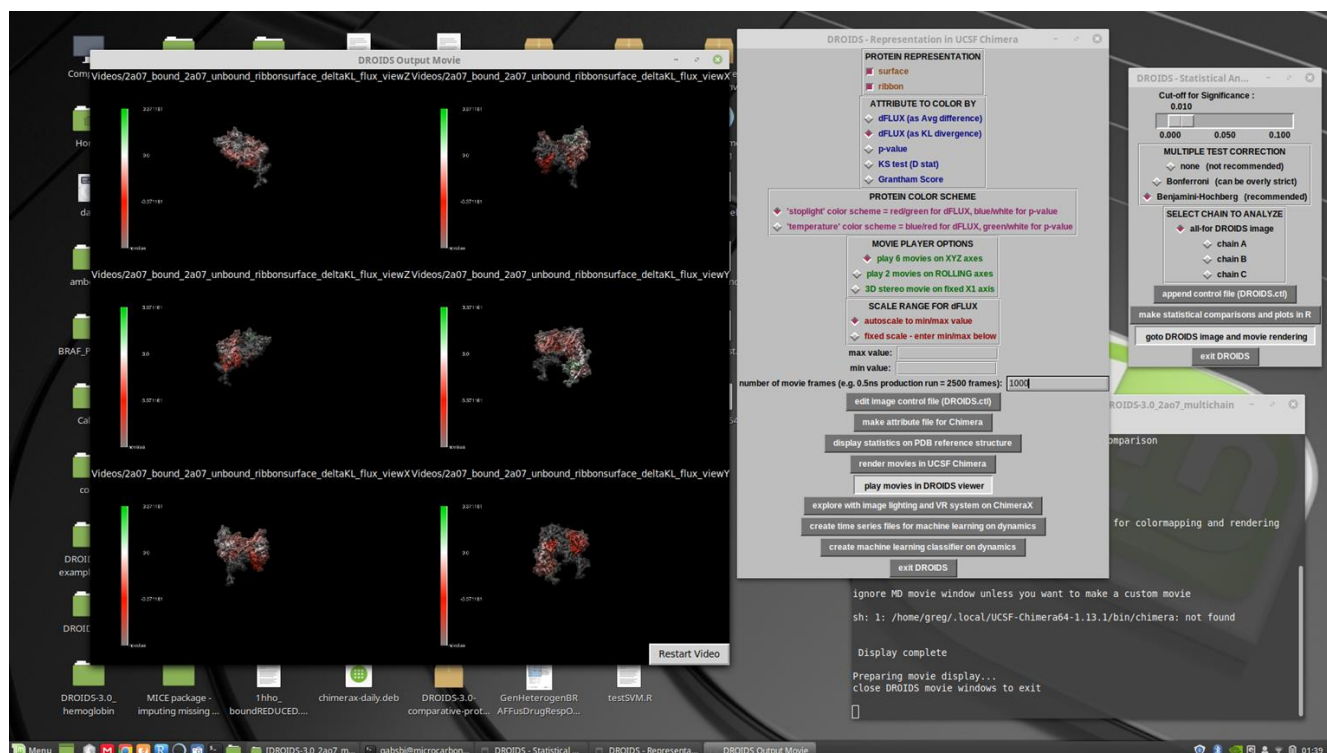 DROIDS Output Movie
Videos/2a07_bound_2a07_unbound_ribbonsurface_deltaKL_flux_viewZ
Videos/2a07_bound_2a07_unbound_ribbonsurface_deltaKL_flux_viewX
Videos/2a07_bound_2a07_unbound_ribbonsurface_deltaKL_flux_viewZ
Videos/2a07_bound_2a07_unbound_ribbonsurface_deltaKL_flux_viewY
Videos/2a07_bound_2a07_unbound_ribbonsurface_deltaKL_flux_viewX
Videos/2a07_bound_2a07_unbound_ribbonsurface_deltaKL_flux_viewY
Restart Video
DROIDS - Representation in UCSF Chimera
PROTEIN REPRESENTATION
surface
ribbon
ATTRIBUTE TO COLOR BY
dFLUX (as Avg difference)
dFLUX (as KL divergence)
p-value
KS test (D stat)
Grantham Score
PROTEIN COLOR SCHEME
'stoplight' color scheme = red/green for dFLUX, blue/white for p-value
'temperature' color scheme = blue/red for dFLUX, green/white for p-value
MOVIE PLAYER OPTIONS
play 6 movies on XYZ axes
play 2 movies on ROLLING axes
3D stereo movie on fixed X1 axis
SCALE RANGE FOR dFLUX
autoscale to min/max value
fixed scale - enter min/max below
max value:
min value:
number of movie frames (e.g. 0.5ns production run = 2500 frames): 1000
edit image control file (DROIDS.ctl)
make attribute file for Chimera
display statistics on PDB reference structure
render movies in UCSF Chimera
play movies in DROIDS viewer
explore with image lighting and VR system on ChimeraX
create time series files for machine learning on dynamics
create machine learning classifier on dynamics
exit DROIDS
DROIDS - Statistical An...
Cut-off for Significance :
0.010
0.000 0.050 0.100
MULTIPLE TEST CORRECTION
none (not recommended)
Bonferroni (can be overly strict)
Benjamini-Hochberg (recommended)
SELECT CHAIN TO ANALYZE
all-for DROIDS image
chain A
chain B
chain C
append control file (DROIDS.ctl)
make statistical comparisons and plots in R
goto DROIDS image and movie rendering
exit DROIDS
ROIDS-3.0_2ao7_multichain
omparison
for colormapping and rendering
ignore MD movie window unless you want to make a custom movie
sh: 1: /home/greg/.local/UCSF-Chimera64-1.13.1/bin/chimera: not found
Display complete
Preparing movie display...
close DROIDS movie windows to exit
DROIDS-3.0_
hemoglobin
MICE package -
imputing missing ...
1hho_
boundREDUCED....
chimerax-daily.deb
DROIDS-3.0-
comparative-prot...
GenHeterogenBR
AFFusDrugRespO...
testSVM.R
Menu
[DROIDS-3.0_2ao7_m...
gabsbi@microcarbon...
DROIDS - Statistical ...
DROIDS - Representa...
DROIDS Output Movie
01:39